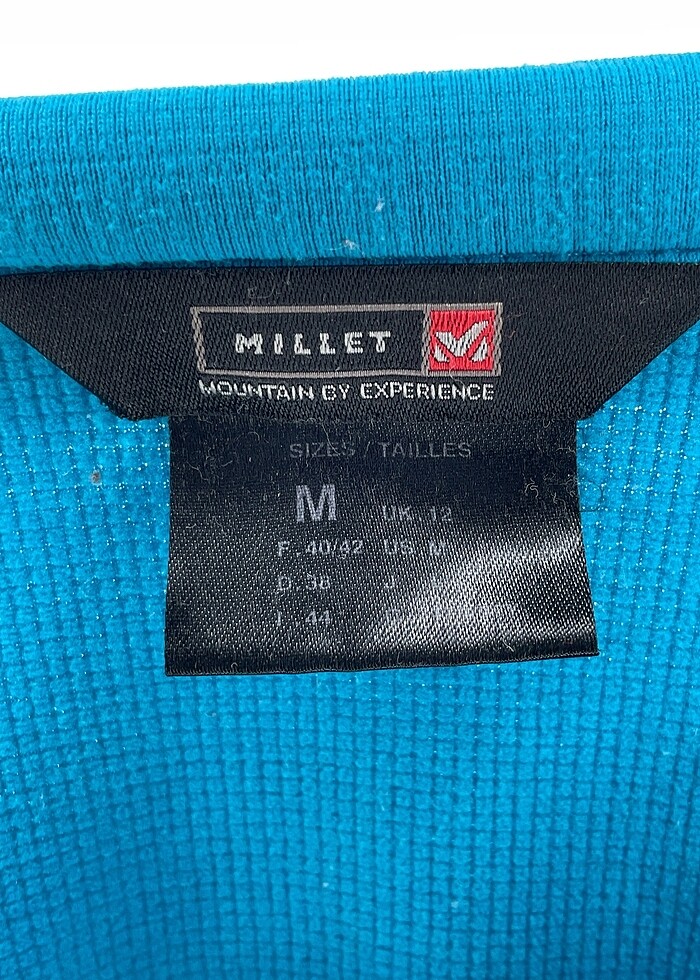 MILLET
MOUNTAIN BY EXPERIENCE
SIZES / TAILLES
M UK 12
F. 40/42 US M
D. 38 J
I. 44